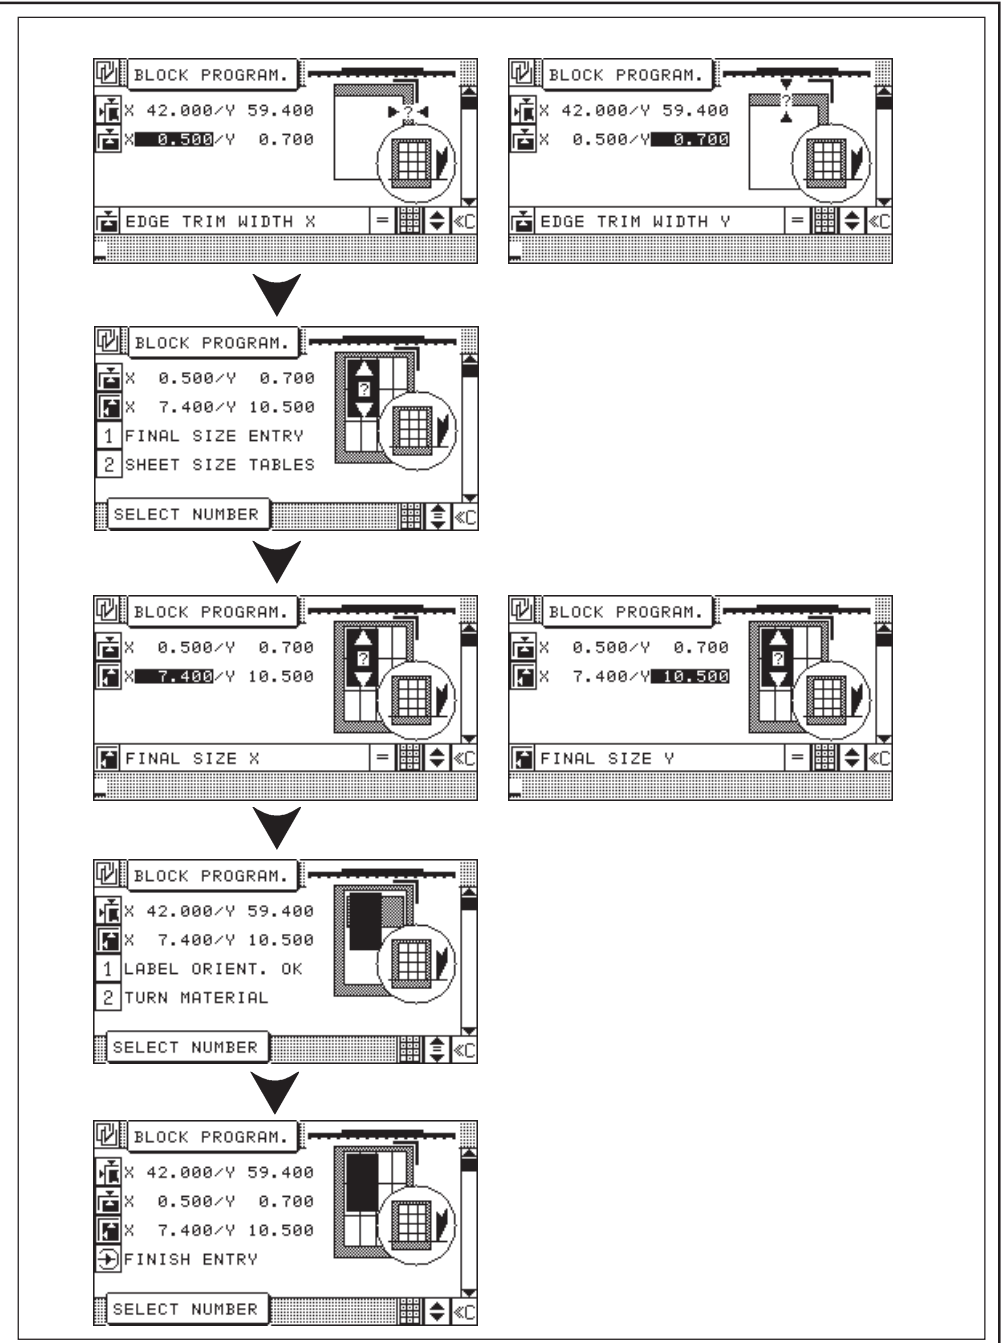 BLOCK PROGRAM.
X 42.000/Y 59.400
X 0.500/Y 0.700
?
EDGE TRIM WIDTH X = «C
BLOCK PROGRAM.
X 42.000/Y 59.400
X 0.500/Y 0.700
?
EDGE TRIM WIDTH Y = «C
BLOCK PROGRAM.
X 0.500/Y 0.700
X 7.400/Y 10.500
?
1 FINAL SIZE ENTRY
2 SHEET SIZE TABLES
SELECT NUMBER «C
BLOCK PROGRAM.
X 0.500/Y 0.700
X 7.400/Y 10.500
?
FINAL SIZE X = «C
BLOCK PROGRAM.
X 0.500/Y 0.700
X 7.400/Y 10.500
?
FINAL SIZE Y = «C
BLOCK PROGRAM.
X 42.000/Y 59.400
X 7.400/Y 10.500
1 LABEL ORIENT. OK
2 TURN MATERIAL
SELECT NUMBER «C
BLOCK PROGRAM.
X 42.000/Y 59.400
X 0.500/Y 0.700
X 7.400/Y 10.500
FINISH ENTRY
SELECT NUMBER «C